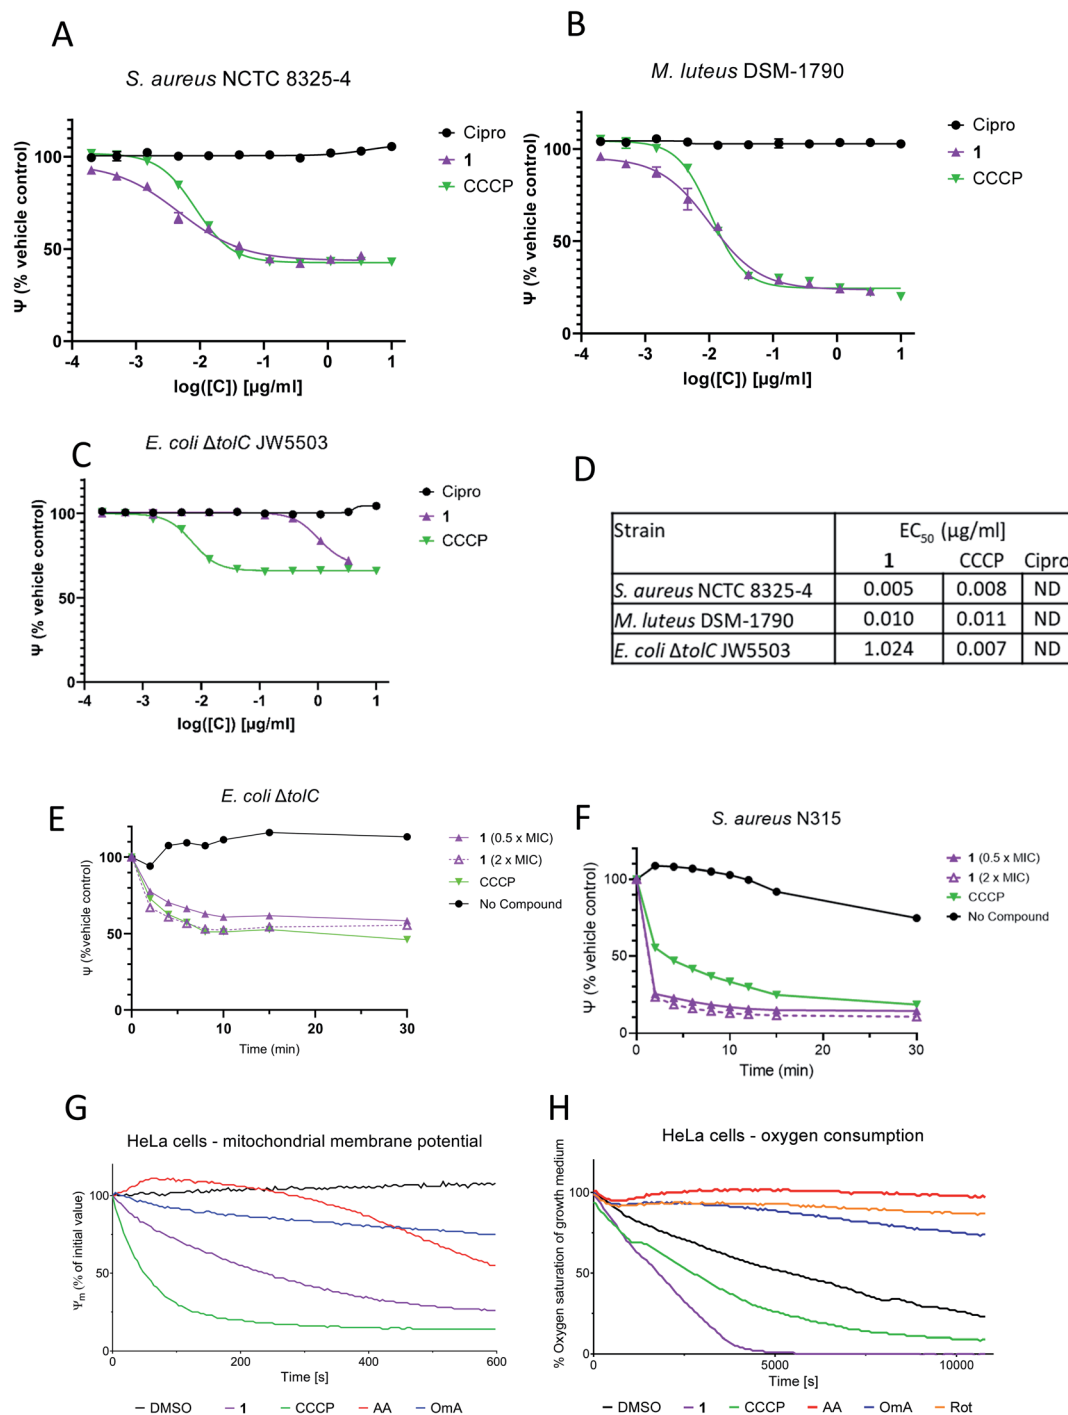 A
S. aureus NCTC 8325-4
Ψ (% vehicle control)
100
50
0
-4 -3 -2 -1 0 1
log([C]) [µg/ml]
Cipro
1
CCCP
B
M. luteus DSM-1790
Ψ (% vehicle control)
100
50
0
-4 -3 -2 -1 0 1
log([C]) [µg/ml]
Cipro
1
CCCP
C
E. coli ΔtolC JW5503
Ψ (% vehicle control)
100
50
0
-4 -3 -2 -1 0 1
log([C]) [µg/ml]
Cipro
1
CCCP
D
Strain EC50 (µg/ml]
1 CCCP Cipro
S. aureus NCTC 8325-4 0.005 0.008 ND
M. luteus DSM-1790 0.010 0.011 ND
E. coli ΔtolC JW5503 1.024 0.007 ND
E
E. coli ΔtolC
Ψ (%vehicle control)
100
50
0
0 10 20 30
Time (min)
1 (0.5 x MIC)
1 (2 x MIC)
CCCP
No Compound
F
S. aureus N315
Ψ (% vehicle control)
100
50
0
0 10 20 30
Time (min)
1 (0.5 x MIC)
1 (2 x MIC)
CCCP
No Compound
G
HeLa cells - mitochondrial membrane potential
Ψm (% of initial value)
100
50
0
0 200 400 600
Time [s]
DMSO 1 CCCP AA OmA
H
HeLa cells - oxygen consumption
% Oxygen saturation of growth medium
100
50
0
0 5000 10000
Time [s]
DMSO 1 CCCP AA OmA Rot